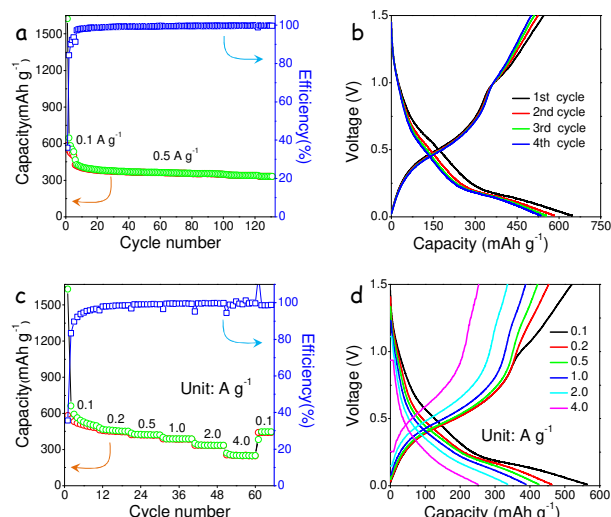 a
1500
1200
900
600
300
0
Capacity(mAh g-1
0.1 A g-1
0.5 A g-1
0 30 60 90 120
Cycle number
100
80
60
40
20
0
Efficiency(%)
b
1.5
1.0
0.5
0.0
Voltage (V)
1st cycle
2nd cycle
3rd cycle
4th cycle
0 150 300 450 600 750
Capacity (mAh g-1)
c
1500
1200
900
600
300
0
Capacity(mAh g-1
Unit: A g-1
0.1
0.2
0.5
1.0
2.0
4.0
0.1
0 12 24 36 48 60
Cycle number
100
80
60
40
20
0
Efficiency(%)
d
1.5
1.0
0.5
0.0
Voltage (V)
0.1
0.2
0.5
1.0
2.0
4.0
Unit: A g-1
0 100 200 300 400 500 600
Capacity (mAh g-1)